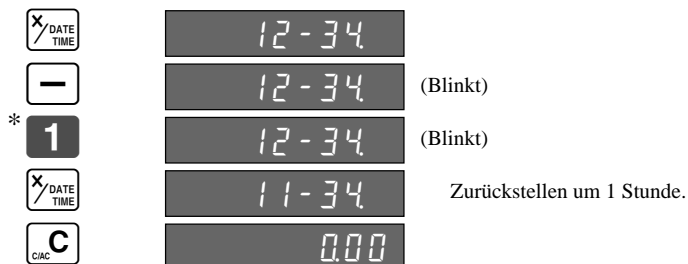 X/DATE TIME 12-34.
— 12-34. (Blinkt)
* 1 12-34. (Blinkt)
X/DATE TIME 11-34. Zurückstellen um 1 Stunde.
C/AC C 0.00